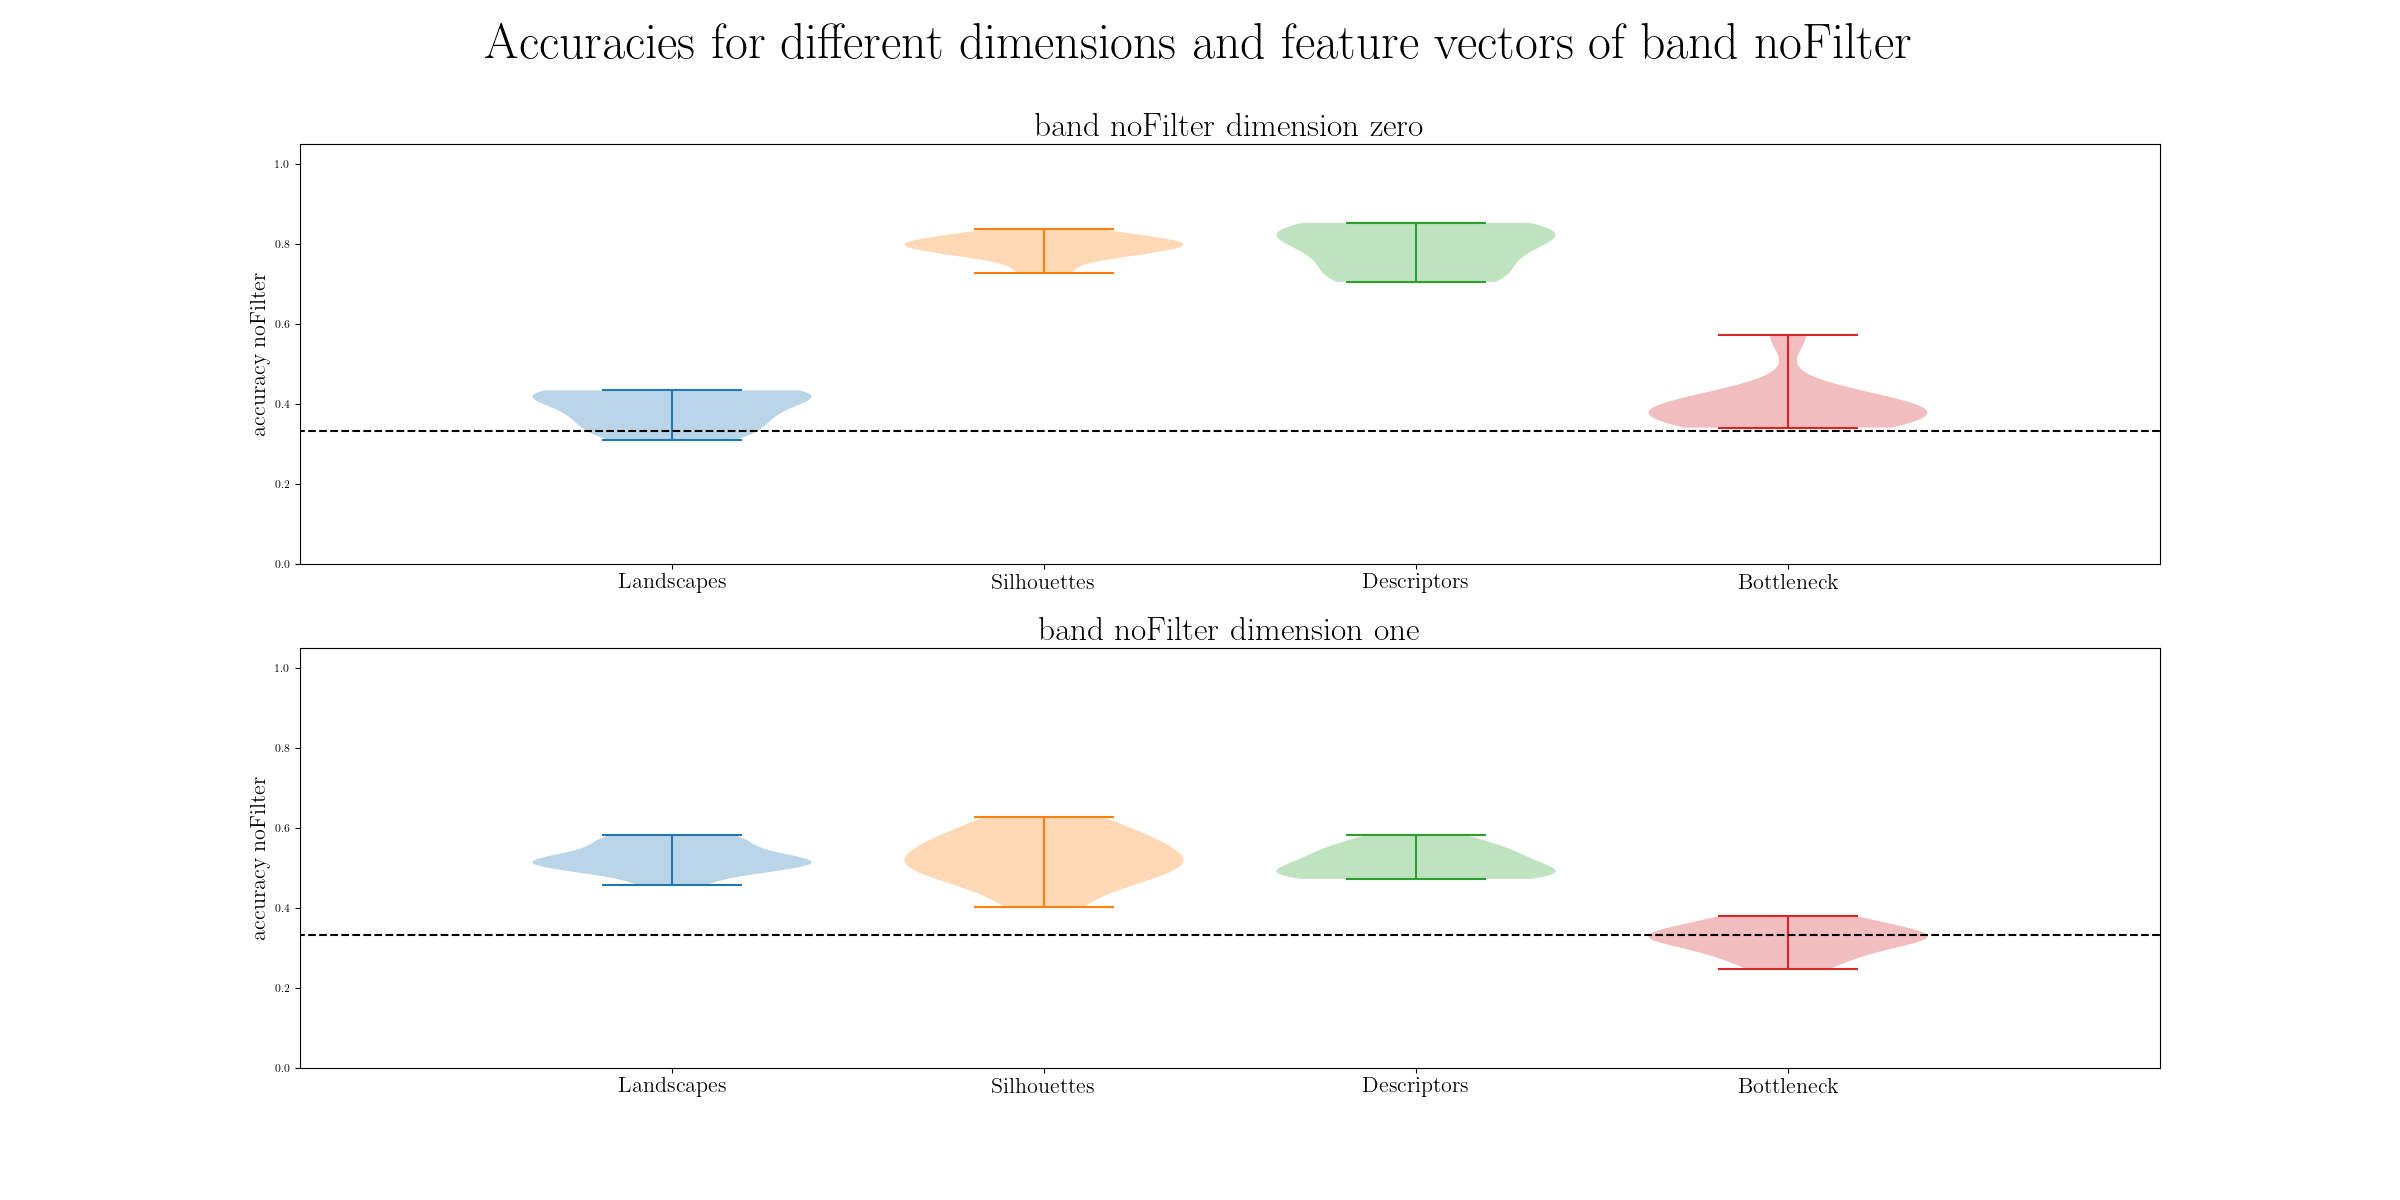 Accuracies for different dimensions and feature vectors of band noFilter
band noFilter dimension zero
accuracy noFilter
1.0
0.8
0.6
0.4
0.2
0.0
Landscapes Silhouettes Descriptors Bottleneck
band noFilter dimension one
accuracy noFilter
1.0
0.8
0.6
0.4
0.2
0.0
Landscapes Silhouettes Descriptors Bottleneck